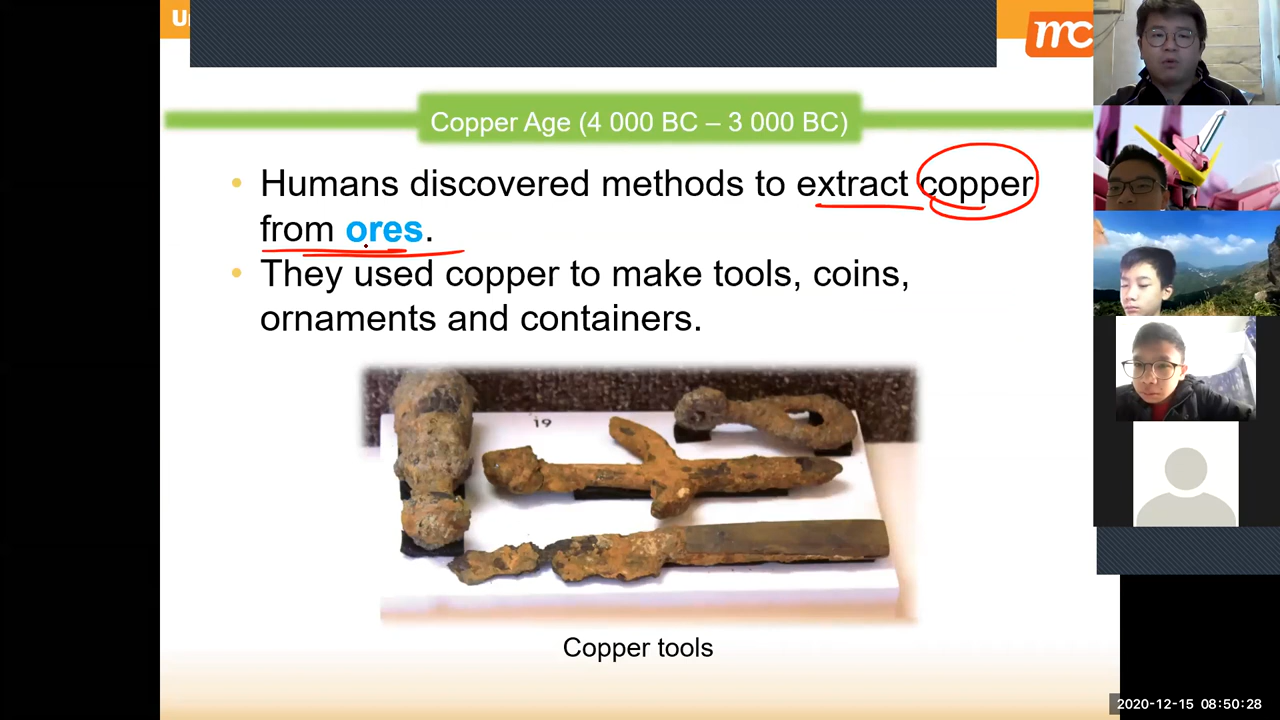 U
mc
Copper Age (4 000 BC – 3 000 BC)
• Humans discovered methods to extract copper
from ores.
• They used copper to make tools, coins,
ornaments and containers.
19
Copper tools
2020-12-15 08:50:28